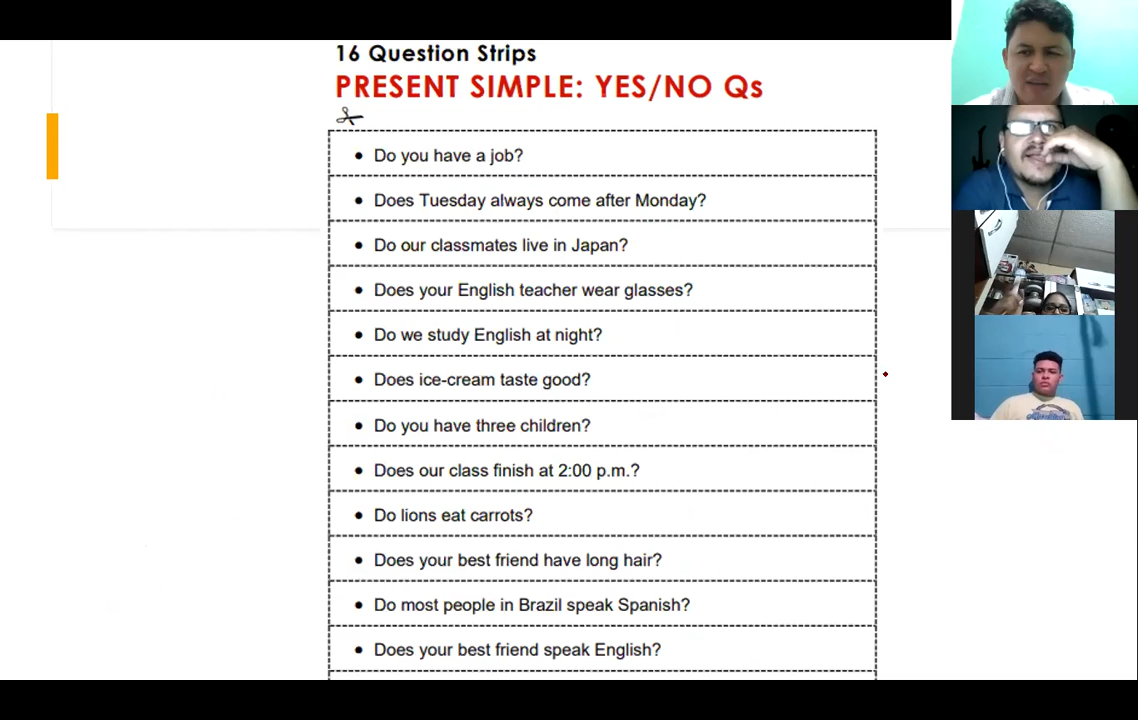 16 Question Strips
PRESENT SIMPLE: YES/NO Qs
• Do you have a job?
• Does Tuesday always come after Monday?
• Do our classmates live in Japan?
• Does your English teacher wear glasses?
• Do we study English at night?
• Does ice-cream taste good?
• Do you have three children?
• Does our class finish at 2:00 p.m.?
• Do lions eat carrots?
• Does your best friend have long hair?
• Do most people in Brazil speak Spanish?
• Does your best friend speak English?